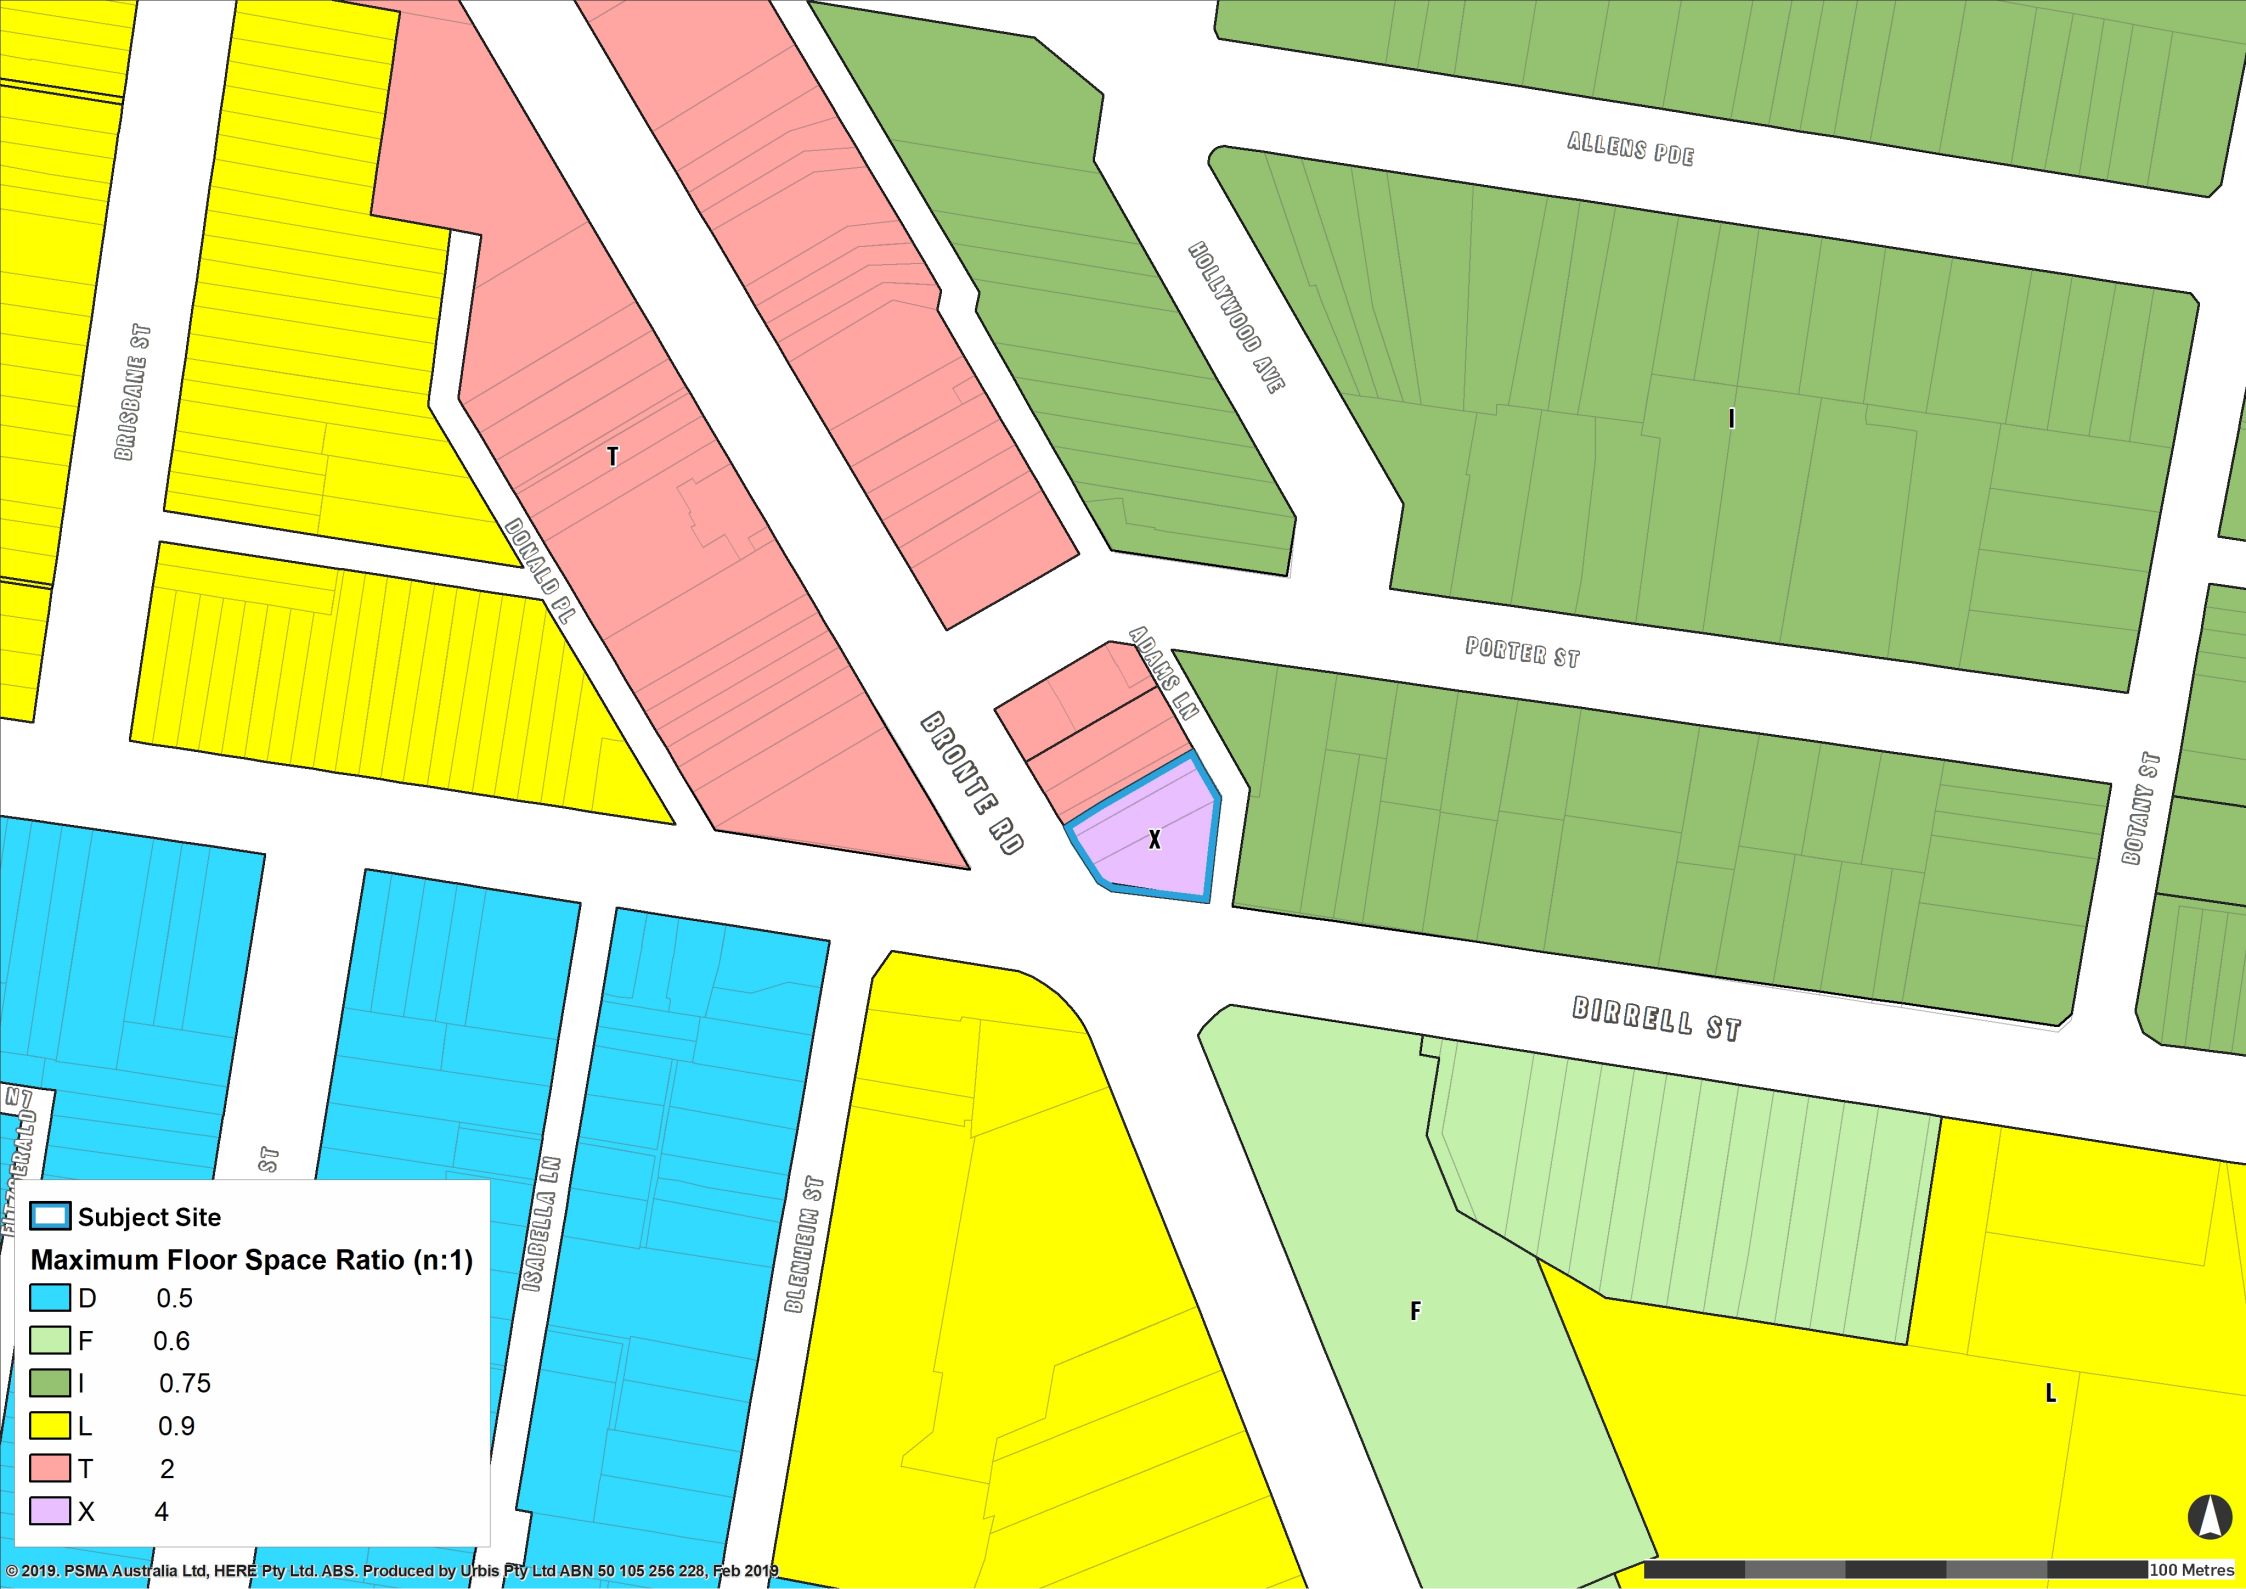 ALLENS PDE
HOLLYWOOD AVE
BRISBANE ST
I
T
DONALD PL
ADAMS LN
PORTER ST
BRONTE RD
X
BOTANY ST
BIRRELL ST
ST
ISABELLA LN
BLENHEIM ST
F
L
Subject Site
Maximum Floor Space Ratio (n:1)
D 0.5
F 0.6
I 0.75
L 0.9
T 2
X 4
© 2019. PSMA Australia Ltd, HERE Pty Ltd. ABS. Produced by Urbis Pty Ltd ABN 50 105 256 228, Feb 2019
100 Metres